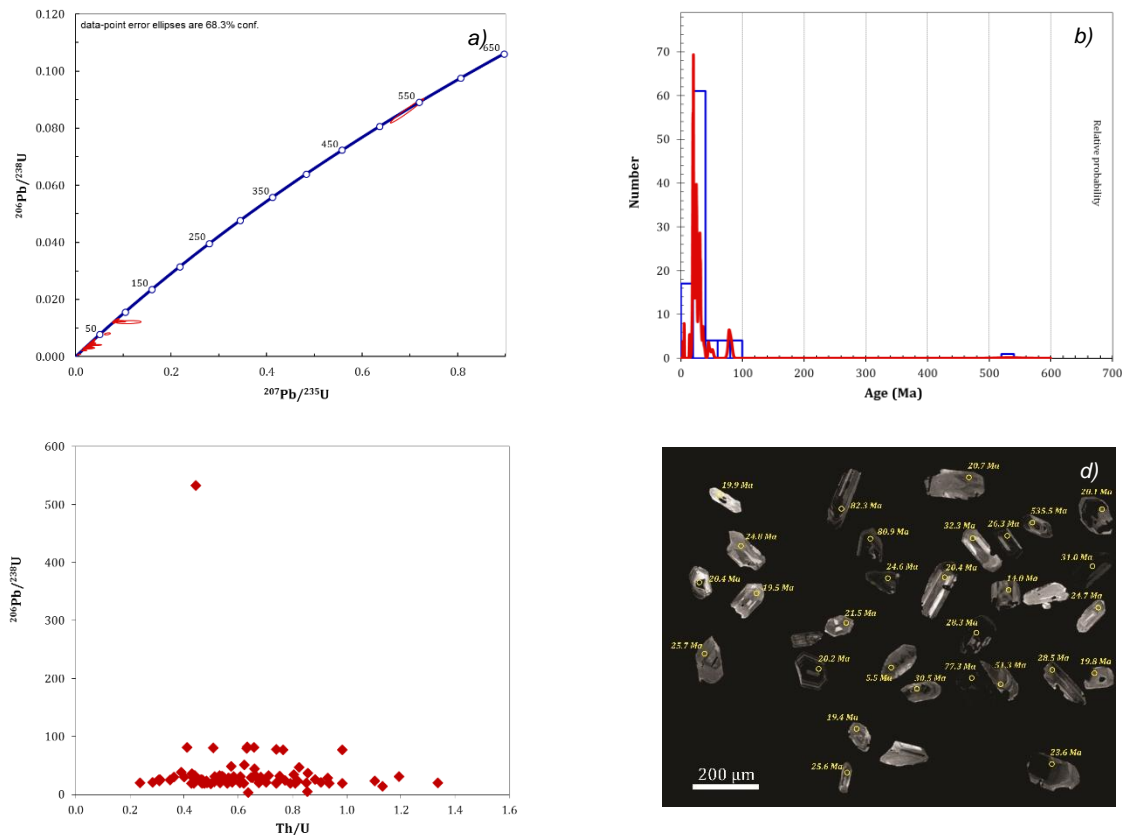 data-point error ellipses are 68.3% conf.
a)
0.120
0.100
0.080
0.060
0.040
0.020
0.000
²⁰⁶Pb/²³⁸U
50
150
250
350
450
550
650
0.0
0.2
0.4
0.6
0.8
²⁰⁷Pb/²³⁵U
b)
70
60
50
40
30
20
10
0
Number
Relative probability
0 100 200 300 400 500 600 700
Age (Ma)
600
500
400
300
200
100
0
²⁰⁶Pb/²³⁸U
0.0 0.2 0.4 0.6 0.8 1.0 1.2 1.4 1.6
Th/U
d)
20.7 Ma
19.9 Ma
20.1 Ma
82.3 Ma
535.5 Ma
26.3 Ma
32.3 Ma
80.9 Ma
24.8 Ma
31.0 Ma
24.6 Ma
20.4 Ma
14.0 Ma
20.4 Ma
19.5 Ma
24.7 Ma
21.5 Ma
28.3 Ma
25.7 Ma
20.2 Ma
5.5 Ma
77.3 Ma
51.3 Ma
28.5 Ma
19.8 Ma
30.5 Ma
19.4 Ma
23.6 Ma
25.6 Ma
200 µm